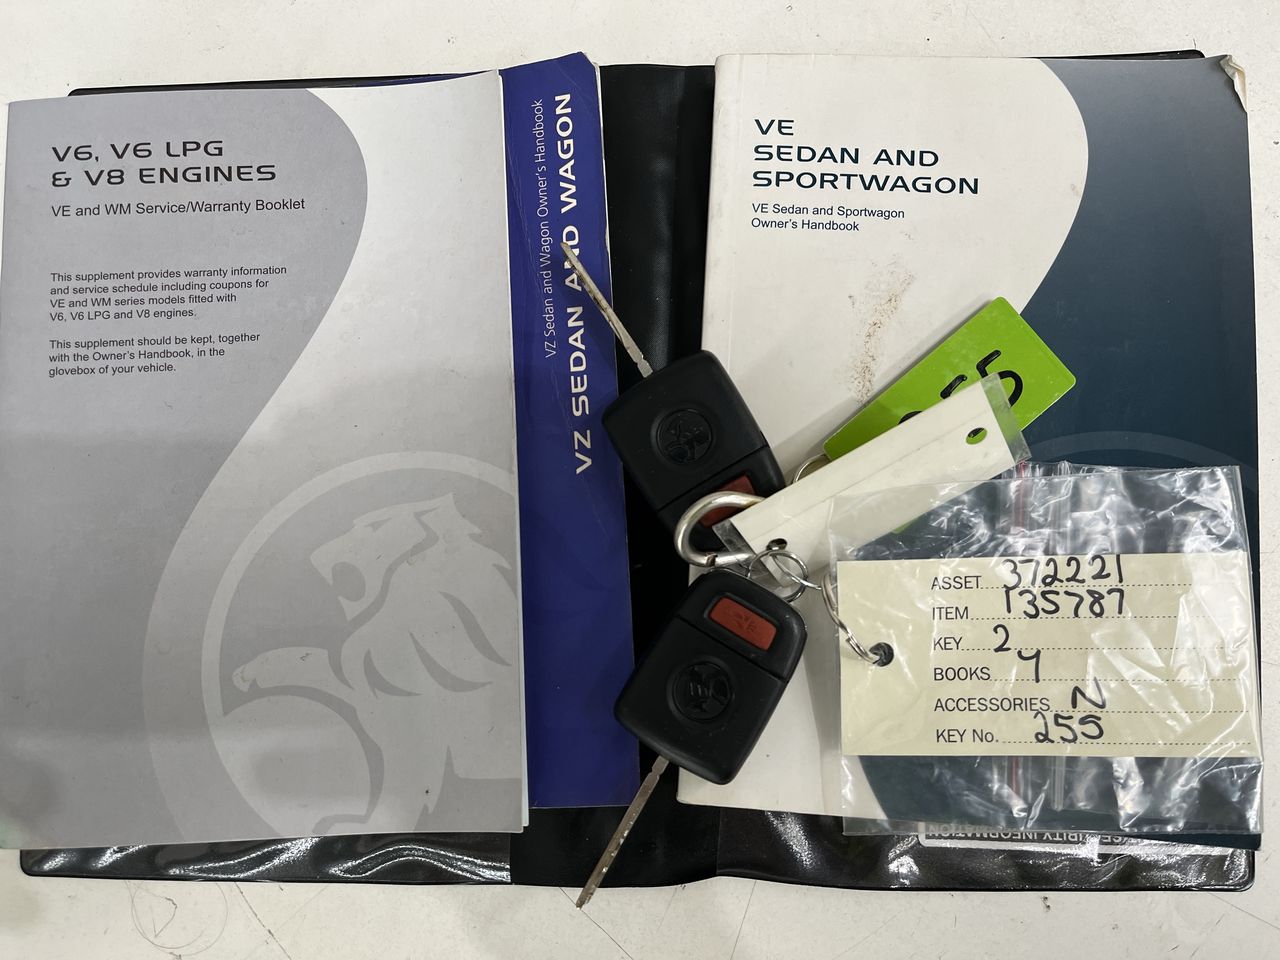 V6, V6 LPG
& V8 ENGINES
VE and WM Service/Warranty Booklet
This supplement provides warranty information
and service schedule including coupons for
VE and WM series models fitted with
V6, V6 LPG and V8 engines.
This supplement should be kept, together
with the Owner's Handbook, in the
glovebox of your vehicle.
VZ Sedan and Wagon Owner's Handbook
VZ SEDAN AND WAGON
VE
SEDAN AND
SPORTWAGON
VE Sedan and Sportwagon
Owner's Handbook
55
ASSET 372221
ITEM 135787
KEY 2
BOOKS 4
ACCESSORIES N
KEY No. 255
INFORMATION